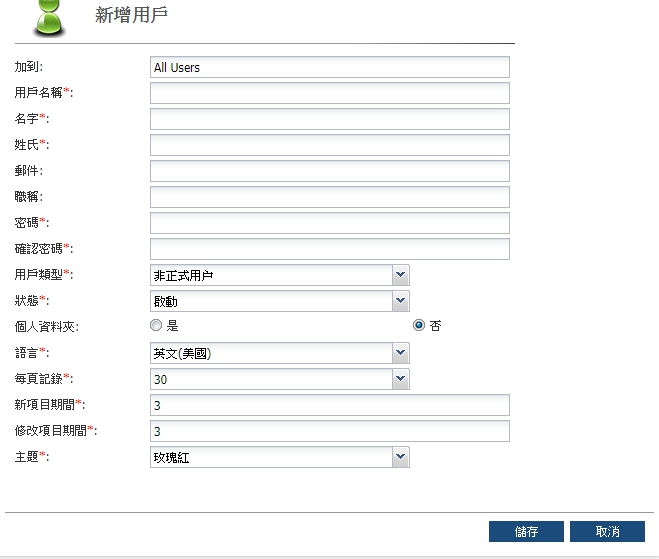 新增用戶
加到: All Users
用戶名稱*:
名字*:
姓氏*:
郵件:
職稱:
密碼*:
確認密碼*:
用戶類型*: 非正式用户
狀態*: 啟動
個人資料夾: 是 否
語言*: 英文(美國)
每頁記錄*: 30
新項目期間*: 3
修改項目期間*: 3
主題*: 玫瑰紅
儲存 取消